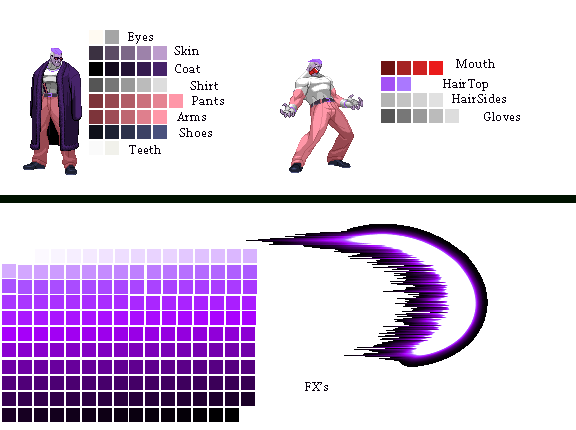 Eyes
Skin
Coat
Shirt
Pants
Arms
Shoes
Teeth
Mouth
HairTop
HairSides
Gloves
FX's